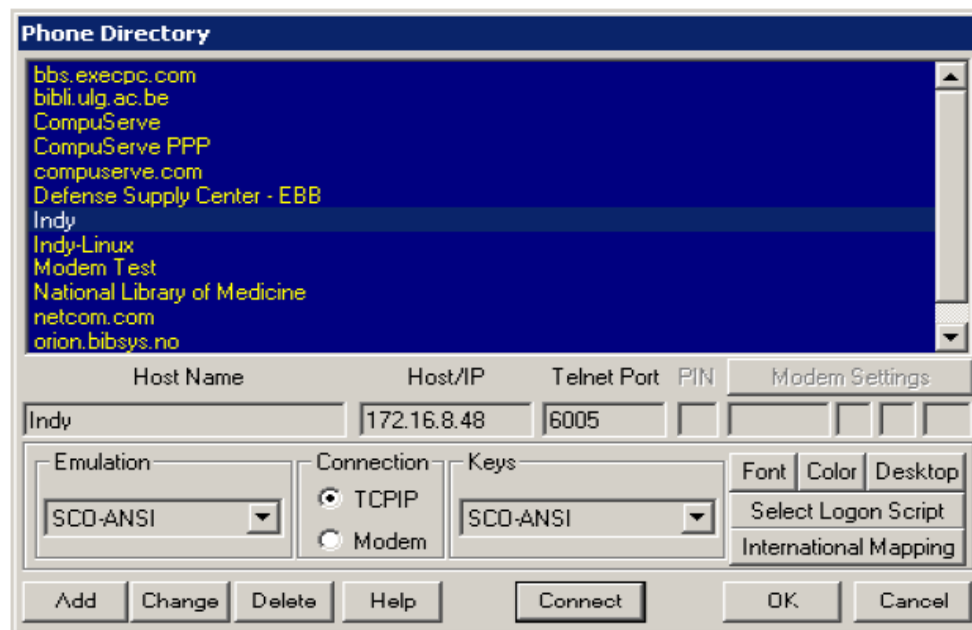 Phone Directory
bbs.execpc.com
bibli.ulg.ac.be
CompuServe
CompuServe PPP
compuserve.com
Defense Supply Center - EBB
Indy
Indy-Linux
Modem Test
National Library of Medicine
netcom.com
orion.bibsys.no
Host Name Host/IP Telnet Port PIN Modem Settings
Indy 172.16.8.48 6005
Emulation Connection Keys Font Color Desktop
SCO-ANSI TCPIP SCO-ANSI Select Logon Script
Modem International Mapping
Add Change Delete Help Connect OK Cancel